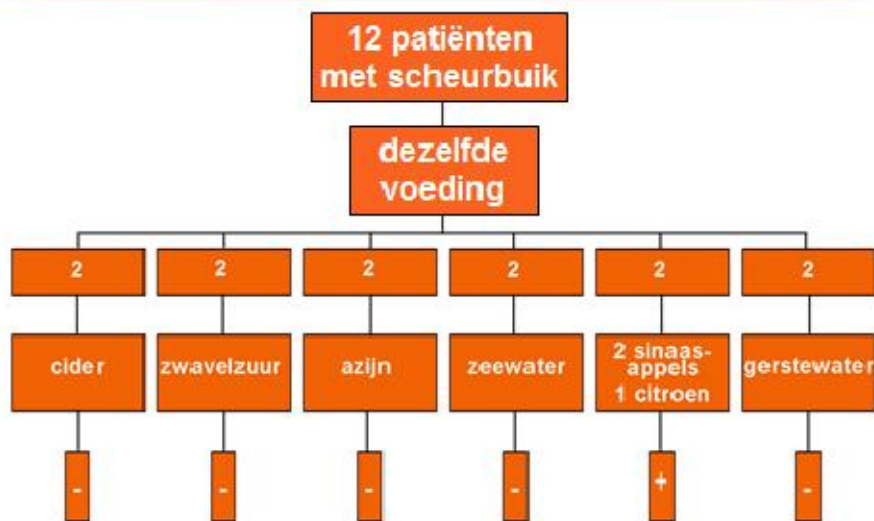 12 patiënten
met scheurbuik
dezelfde
voeding
2 2 2 2 2 2
cider zwavelzuur azijn zeewater 2 sinaas-
appels
1 citroen gerstewater
- - - - + -